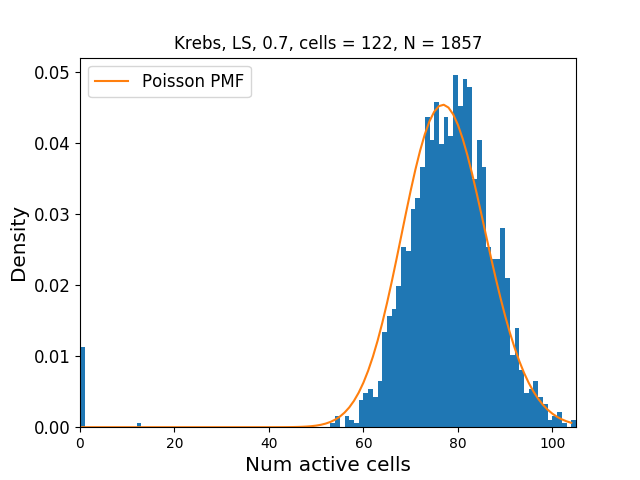 Krebs, LS, 0.7, cells = 122, N = 1857
Poisson PMF
Density
0.05
0.04
0.03
0.02
0.01
0.00
0 20 40 60 80 100
Num active cells